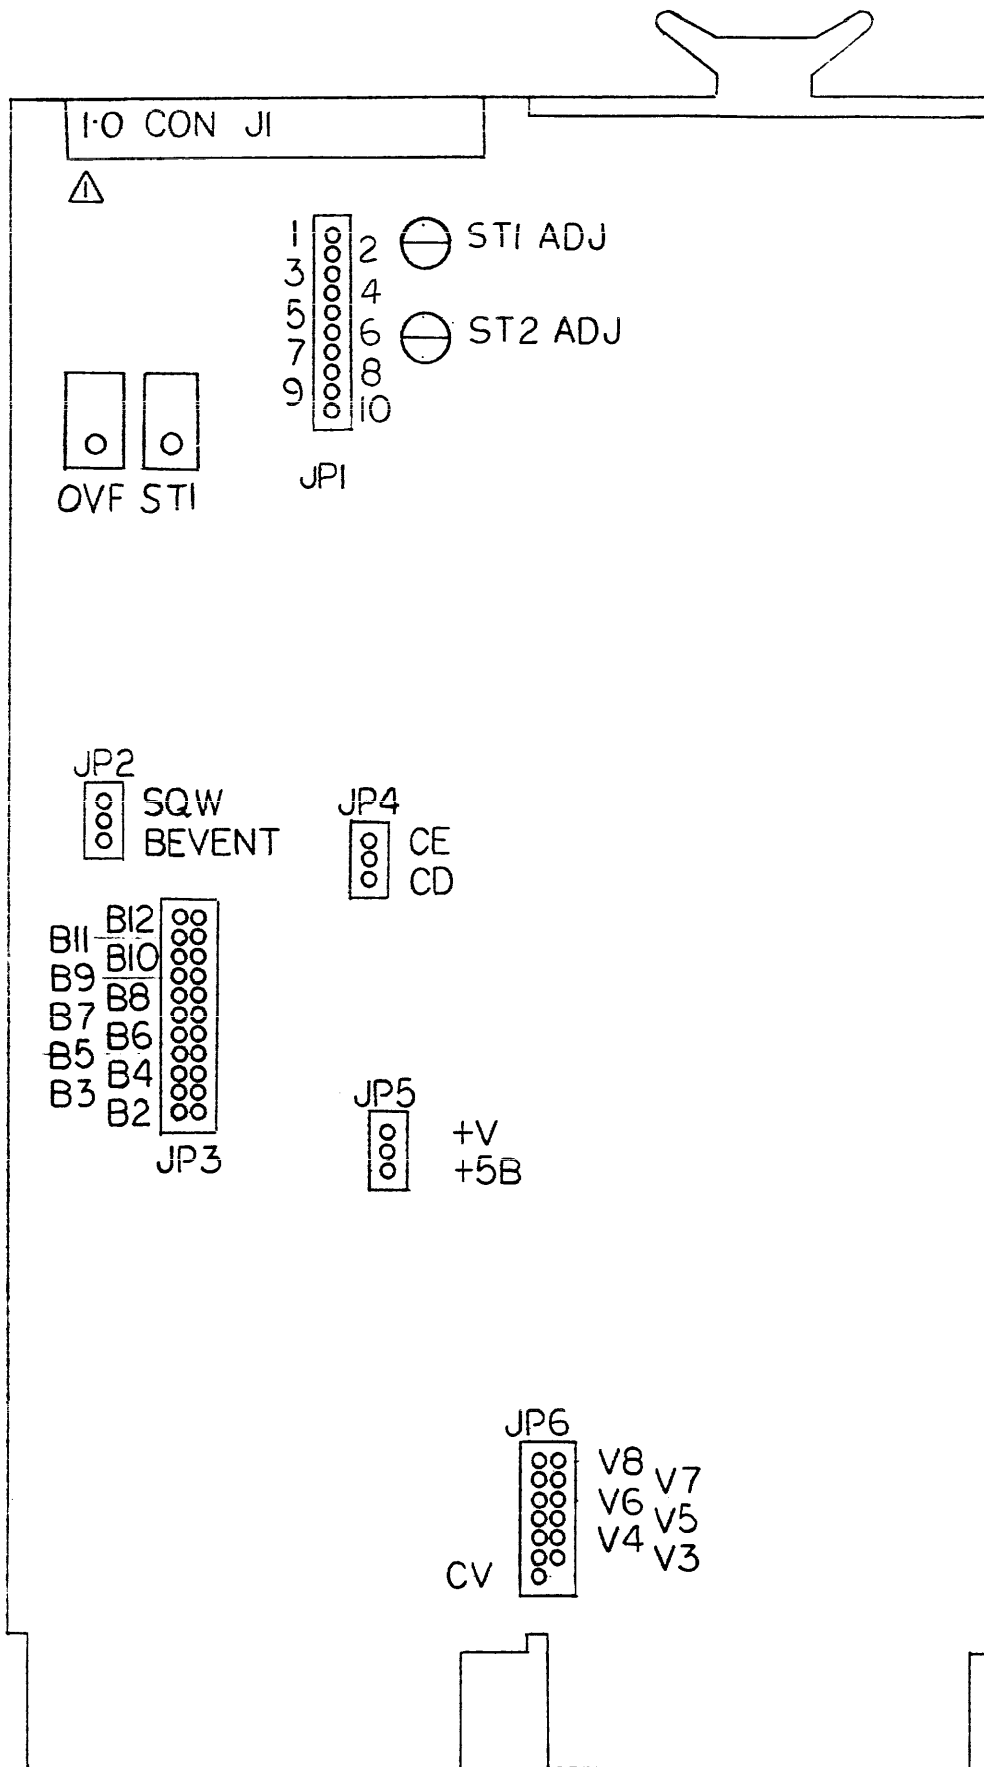 I·O CON J1
1
1
2
ST1 ADJ
3
4
5
6
ST2 ADJ
7
8
9
10
JP1
OVF ST1
JP2
SQW
BEVENT
JP4
CE
CD
B12
B11
B10
B9
B8
B7
B6
B5
B4
B3
B2
JP3
JP5
+V
+5B
JP6
V8
V7
V6
V5
V4
V3
CV